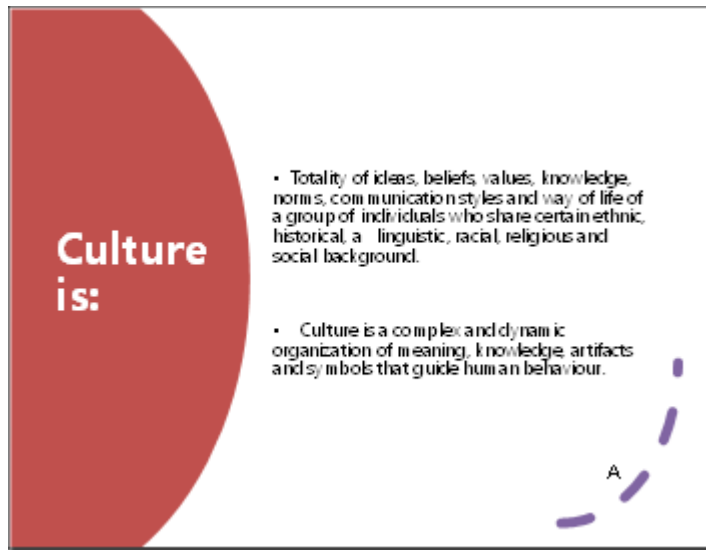 Culture
is:
• Totality of ideas, beliefs, values, knowledge,
norms, communication styles and way of life of
a group of individuals who share certain ethnic,
historical, a linguistic, racial, religious and
social background.
• Culture is a complex and dynamic
organization of meaning, knowledge, artifacts
and symbols that guide human behaviour.
A